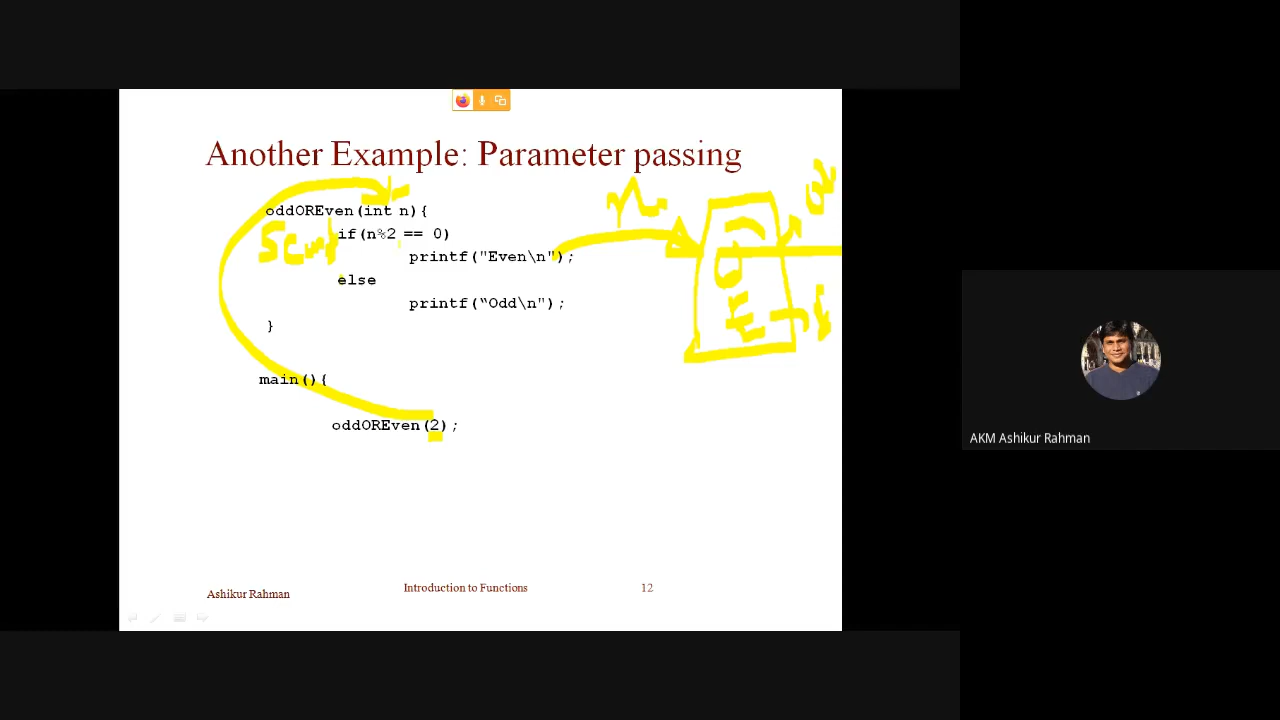 Another Example: Parameter passing
oddOREven(int n){
if(n%2 == 0)
printf("Even\n");
else
printf(“Odd\n");
}
main(){
oddOREven(2);
Ashikur Rahman
Introduction to Functions
12
AKM Ashikur Rahman
n